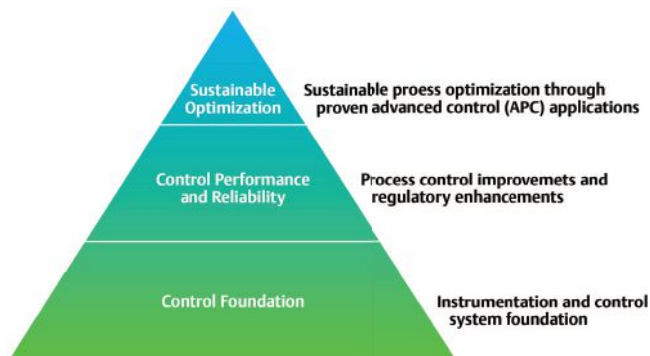 Sustainable
Optimization
Sustainable proess optimization through
proven advanced control (APC) applications
Control Performance
and Reliability
Process control improvemets and
regulatory enhancements
Control Foundation
Instrumentation and control
system foundation